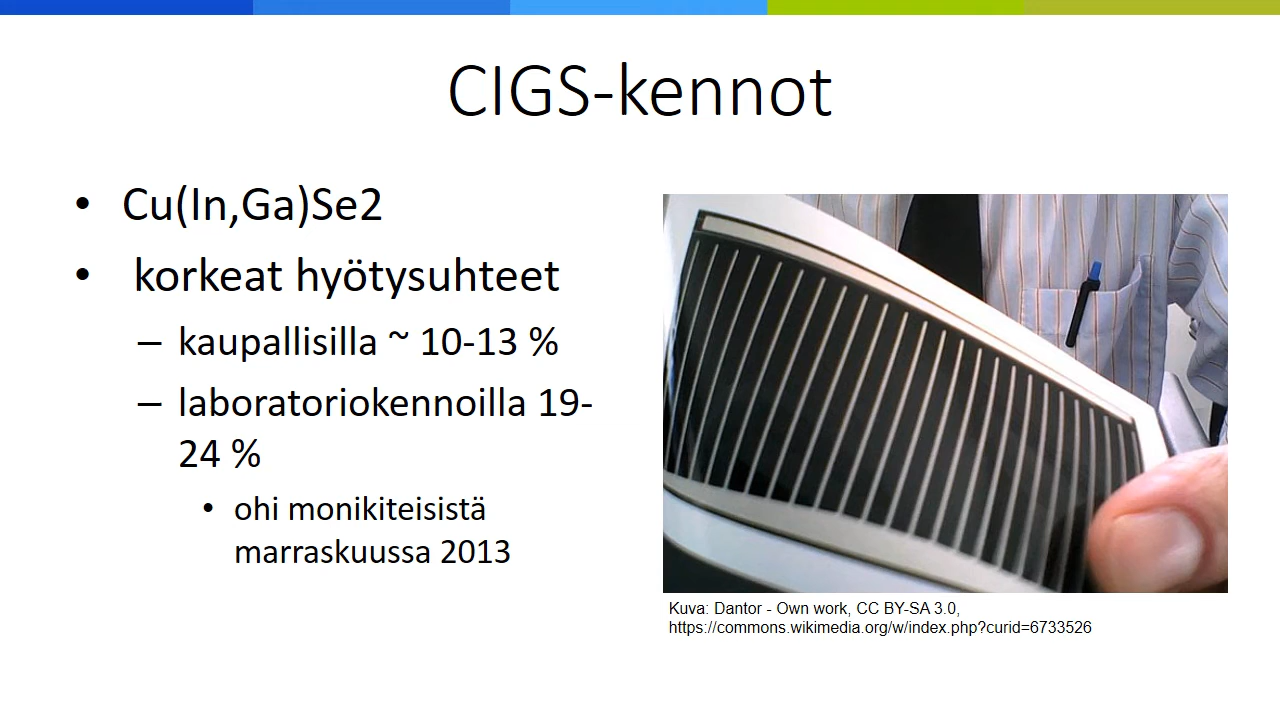 CIGS-kennot
• Cu(In,Ga)Se2
• korkeat hyötysuhteet
– kaupallisilla ~ 10-13 %
– laboratoriokennoilla 19-
24 %
• ohi monikiteisistä
marraskuussa 2013
Kuva: Dantor - Own work, CC BY-SA 3.0,
https://commons.wikimedia.org/w/index.php?curid=6733526